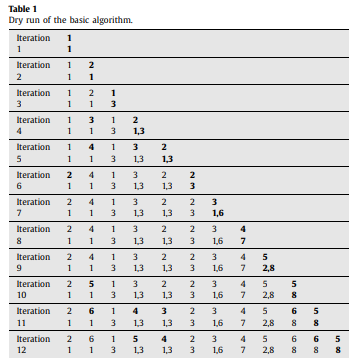 Table 1
Dry run of the basic algorithm.
Iteration 1
1 1
Iteration 1 2
2 1 1
Iteration 1 2 1
3 1 1 3
Iteration 1 3 1 2
4 1 1 3 1,3
Iteration 1 4 1 3 2
5 1 1 3 1,3 1,3
Iteration 2 4 1 3 2 2
6 1 1 3 1,3 1,3 3
Iteration 2 4 1 3 2 2 3
7 1 1 3 1,3 1,3 3 1,6
Iteration 2 4 1 3 2 2 3 4
8 1 1 3 1,3 1,3 3 1,6 7
Iteration 2 4 1 3 2 2 3 4 5
9 1 1 3 1,3 1,3 3 1,6 7 2,8
Iteration 2 5 1 3 2 2 3 4 5 5
10 1 1 3 1,3 1,3 3 1,6 7 2,8 8
Iteration 2 6 1 4 3 2 3 4 5 6 5
11 1 1 3 1,3 1,3 3 1,6 7 2,8 8 8
Iteration 2 6 1 5 4 2 3 4 5 6 6 5
12 1 1 3 1,3 1,3 3 1,6 7 2,8 8 8 8